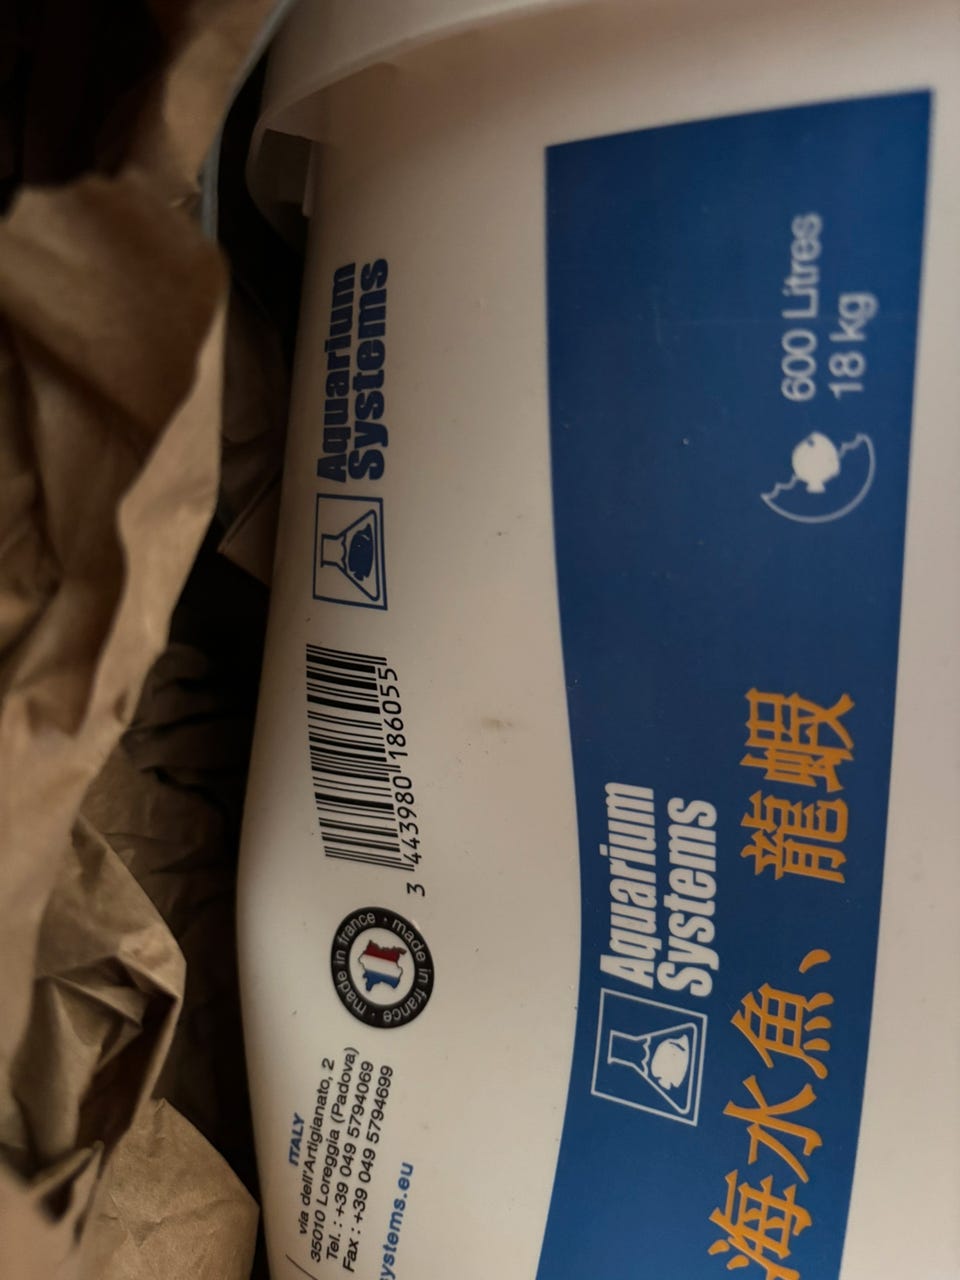 Aquarium
Systems
3 443980 186055
made in france · made in france ·
ITALY
via dell'Artigianato, 2
35010 Loreggia (Padova)
Tel. : +39 049 5794069
Fax : +39 049 5794699
ystems.eu
600 Litres
18 kg
Aquarium
Systems
海水魚、龍蝦